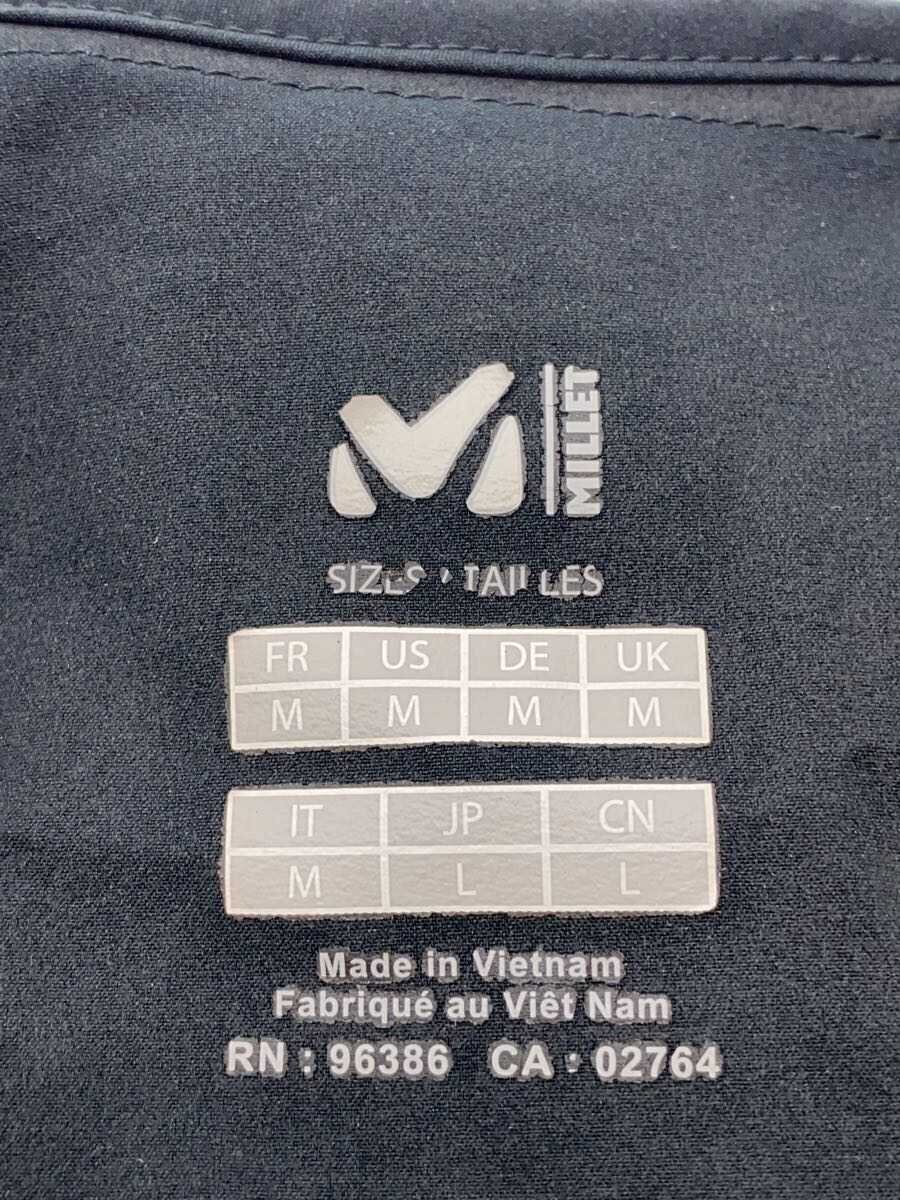 MILLET
SIZES • TAILLES
FR US DE UK
M M M M
IT JP CN
M L L
Made in Vietnam
Fabriqué au Viêt Nam
RN : 96386 CA : 02764